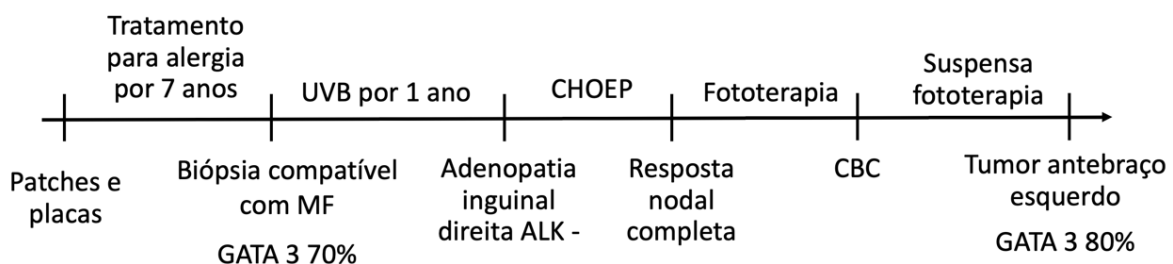 Tratamento
para alergia
por 7 anos
UVB por 1 ano
CHOEP
Fototerapia
Suspensa
fototerapia
Patches e
placas
Biópsia compatível
com MF
GATA 3 70%
Adenopatia
inguinal
direita ALK -
Resposta
nodal
completa
CBC
Tumor antebraço
esquerdo
GATA 3 80%